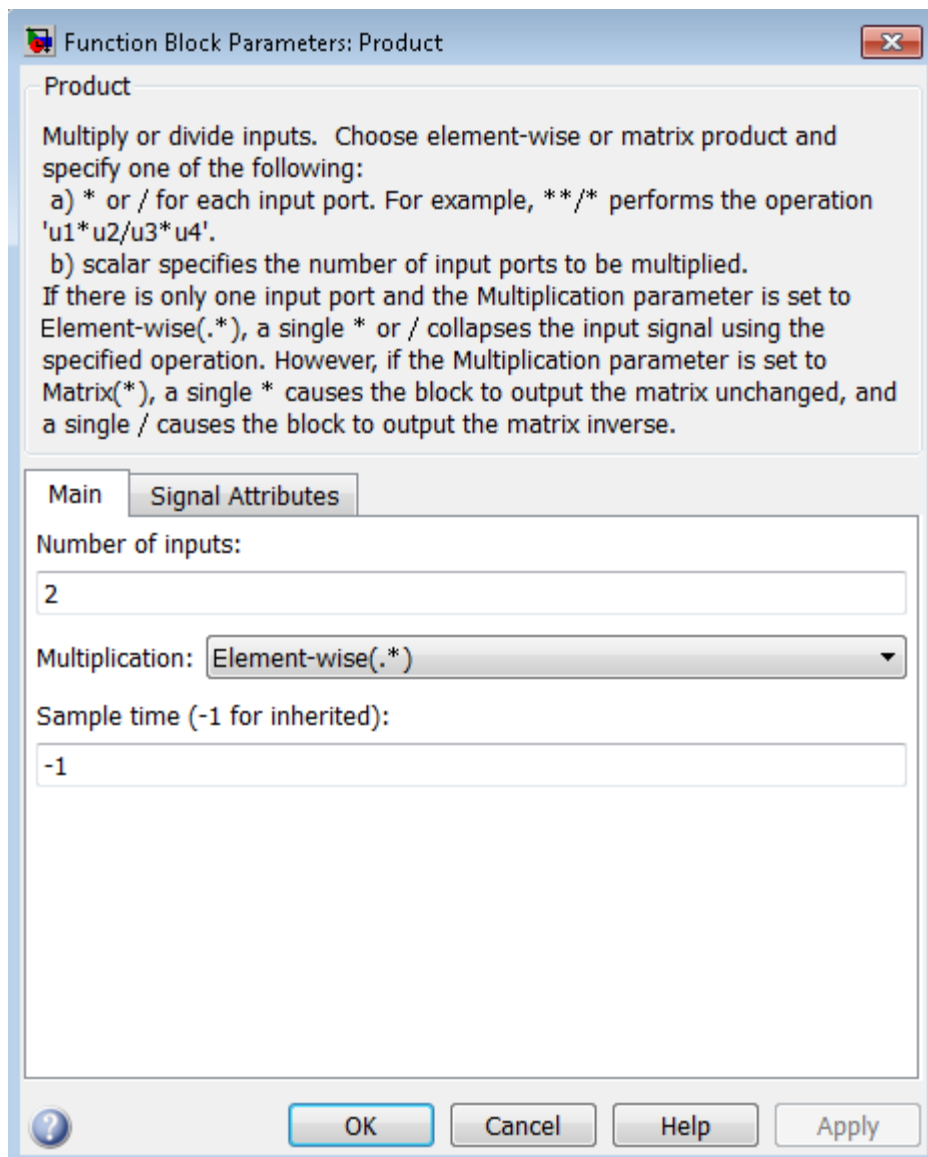 Function Block Parameters: Product
Product
Multiply or divide inputs.  Choose element-wise or matrix product and
specify one of the following:
a) * or / for each input port. For example, **/* performs the operation
'u1*u2/u3*u4'.
b) scalar specifies the number of input ports to be multiplied.
If there is only one input port and the Multiplication parameter is set to
Element-wise(.*), a single * or / collapses the input signal using the
specified operation. However, if the Multiplication parameter is set to
Matrix(*), a single * causes the block to output the matrix unchanged, and
a single / causes the block to output the matrix inverse.
Main Signal Attributes
Number of inputs:
2
Multiplication: Element-wise(.*)
Sample time (-1 for inherited):
-1
? OK Cancel Help Apply